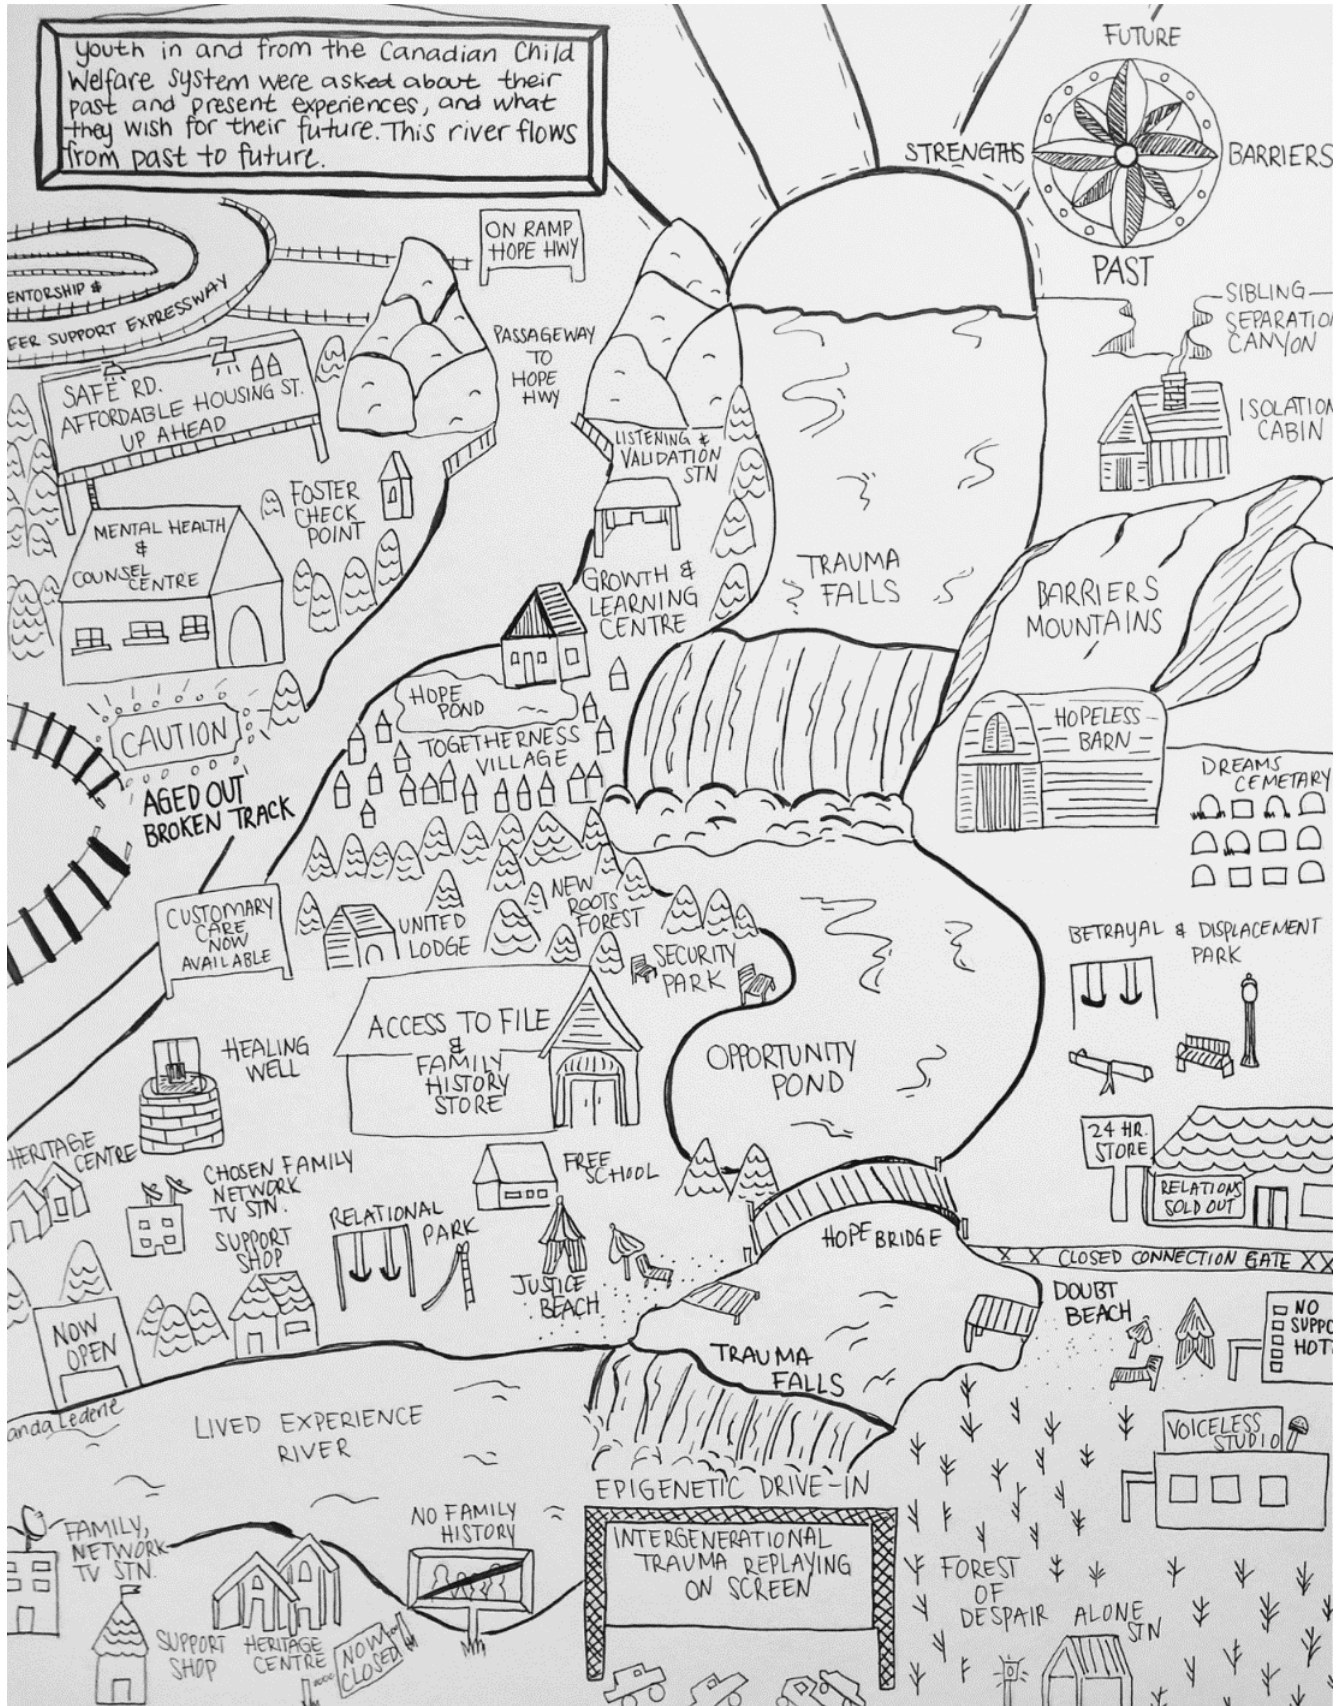 Youth in and from the Canadian Child
Welfare System were asked about their
past and present experiences, and what
they wish for their future. This river flows
from past to future.
FUTURE
STRENGTHS
BARRIERS
PAST
ON RAMP
HOPE HWY
ENTORSHIP &
EER SUPPORT EXPRESSWAY
PASSAGEWAY
TO
HOPE
HWY
SIBLING
SEPARATION
CANYON
SAFE RD.
AFFORDABLE HOUSING ST.
UP AHEAD
ISOLATION
CABIN
LISTENING &
VALIDATION
STN
FOSTER
CHECK
POINT
MENTAL HEALTH
&
COUNSEL
CENTRE
GROWTH &
LEARNING
CENTRE
TRAUMA
FALLS
BARRIERS
MOUNTAINS
HOPE
POND
CAUTION
TOGETHERNESS
VILLAGE
HOPELESS
BARN
DREAMS
CEMETARY
AGED OUT
BROKEN TRACK
CUSTOMARY
CARE
NOW
AVAILABLE
UNITED
LODGE
NEW
ROOTS
FOREST
SECURITY
PARK
BETRAYAL & DISPLACEMENT
PARK
ACCESS TO FILE
&
FAMILY
HISTORY
STORE
HEALING
WELL
OPPORTUNITY
POND
HERITAGE
CENTRE
CHOSEN FAMILY
NETWORK
TV STN.
SUPPORT
SHOP
FREE
SCHOOL
24 HR.
STORE
RELATIONS
SOLD OUT
RELATIONAL
PARK
HOPE BRIDGE
CLOSED CONNECTION GATE
JUSTICE
BEACH
DOUBT
BEACH
NO
SUPPO
HOT
NOW
OPEN
TRAUMA
FALLS
anda Ledene
LIVED EXPERIENCE
RIVER
VOICELESS
STUDIO
EPIGENETIC DRIVE-IN
INTERGENERATIONAL
TRAUMA REPLAYING
ON SCREEN
NO FAMILY
HISTORY
FAMILY,
NETWORK
TV STN.
FOREST
OF
DESPAIR
ALONE
STN
SUPPORT
SHOP
HERITAGE
CENTRE
NOW
CLOSED